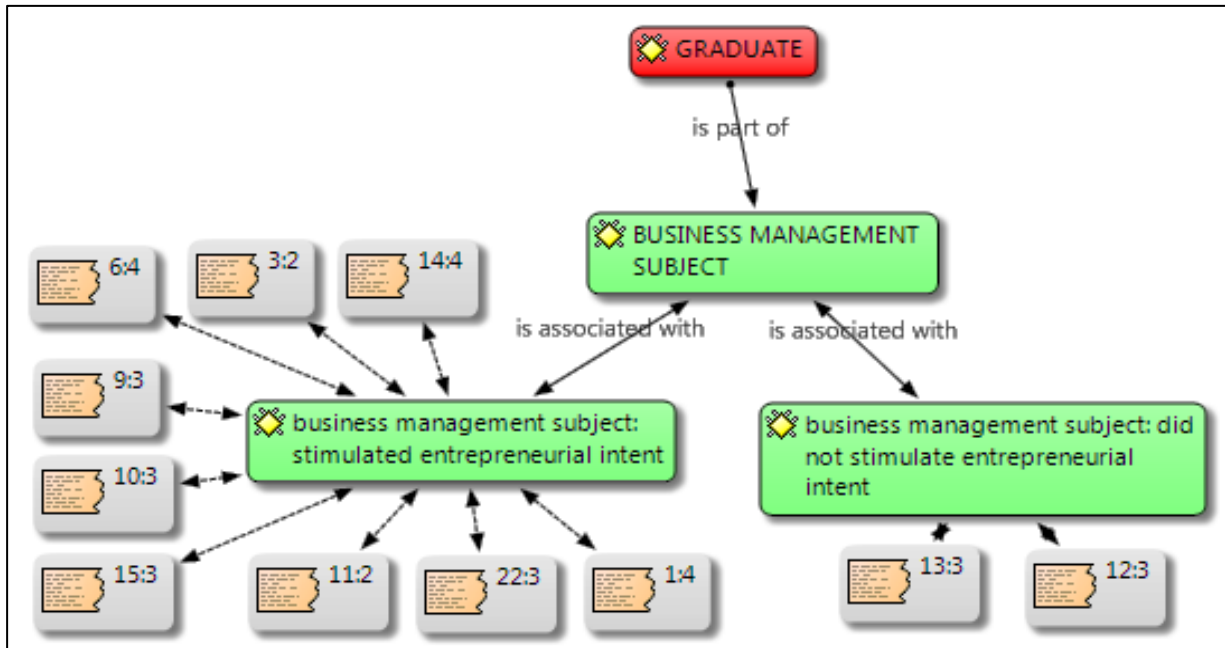 GRADUATE
is part of
BUSINESS MANAGEMENT
SUBJECT
6:4
3:2
14:4
is associated with
is associated with
9:3
business management subject:
stimulated entrepreneurial intent
business management subject: did
not stimulate entrepreneurial
intent
10:3
15:3
11:2
22:3
1:4
13:3
12:3